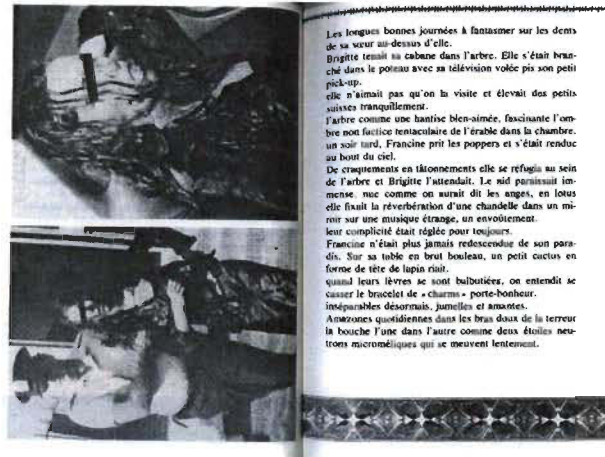 Les longues bonnes journées à fantasmer sur les dents
de sa sœur au-dessus d'elle.
Brigitte tenait sa cabane dans l'arbre. Elle s'était bran-
ché dans le poteau avec sa télévision volée pis son petit
pick-up.
elle n'aimait pas qu'on la visite et élevait des petits
suisses tranquillement.
l'arbre comme une hantise bien-aimée, fascinante l'om-
bre non factice tentaculaire de l'érable dans la chambre.
un soir tard, Francine prit les poppers et s'était rendue
au bout du ciel.
De craquements en tâtonnements elle se réfugia au sein
de l'arbre et Brigitte l'attendait. Le nid paraissait im-
mense. nue comme on aurait dit les anges, en lotus
elle fixait la réverbération d'une chandelle dans un mi-
roir sur une musique étrange, un envoûtement.
leur complicité était réglée pour toujours.
Francine n'était plus jamais redescendue de son para-
dis. Sur sa table en brut bouleau, un petit cactus en
forme de tête de lapin riait.
quand leurs lèvres se sont bulbutiées, on entendit se
casser le bracelet de « charms » porte-bonheur.
inséparables désormais, jumelles et amantes.
Amazones quotidiennes dans les bras doux de la terreur
la bouche l'une dans l'autre comme deux étoiles neu-
trons microméliques qui se meuvent lentement.